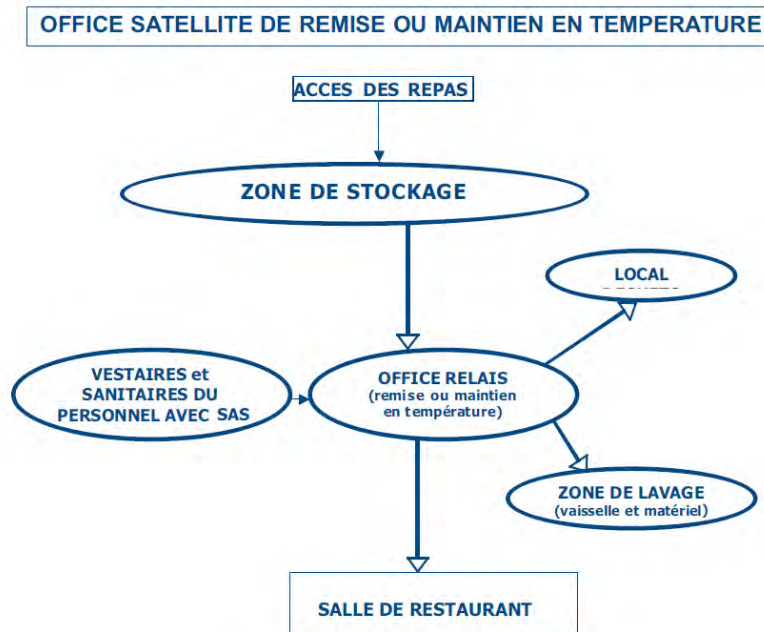 OFFICE SATELLITE DE REMISE OU MAINTIEN EN TEMPERATURE
ACCES DES REPAS
ZONE DE STOCKAGE
LOCAL
VESTIAIRES et
SANITAIRES DU
PERSONNEL AVEC SAS
OFFICE RELAIS
(remise ou maintien
en température)
ZONE DE LAVAGE
(vaisselle et matériel)
SALLE DE RESTAURANT